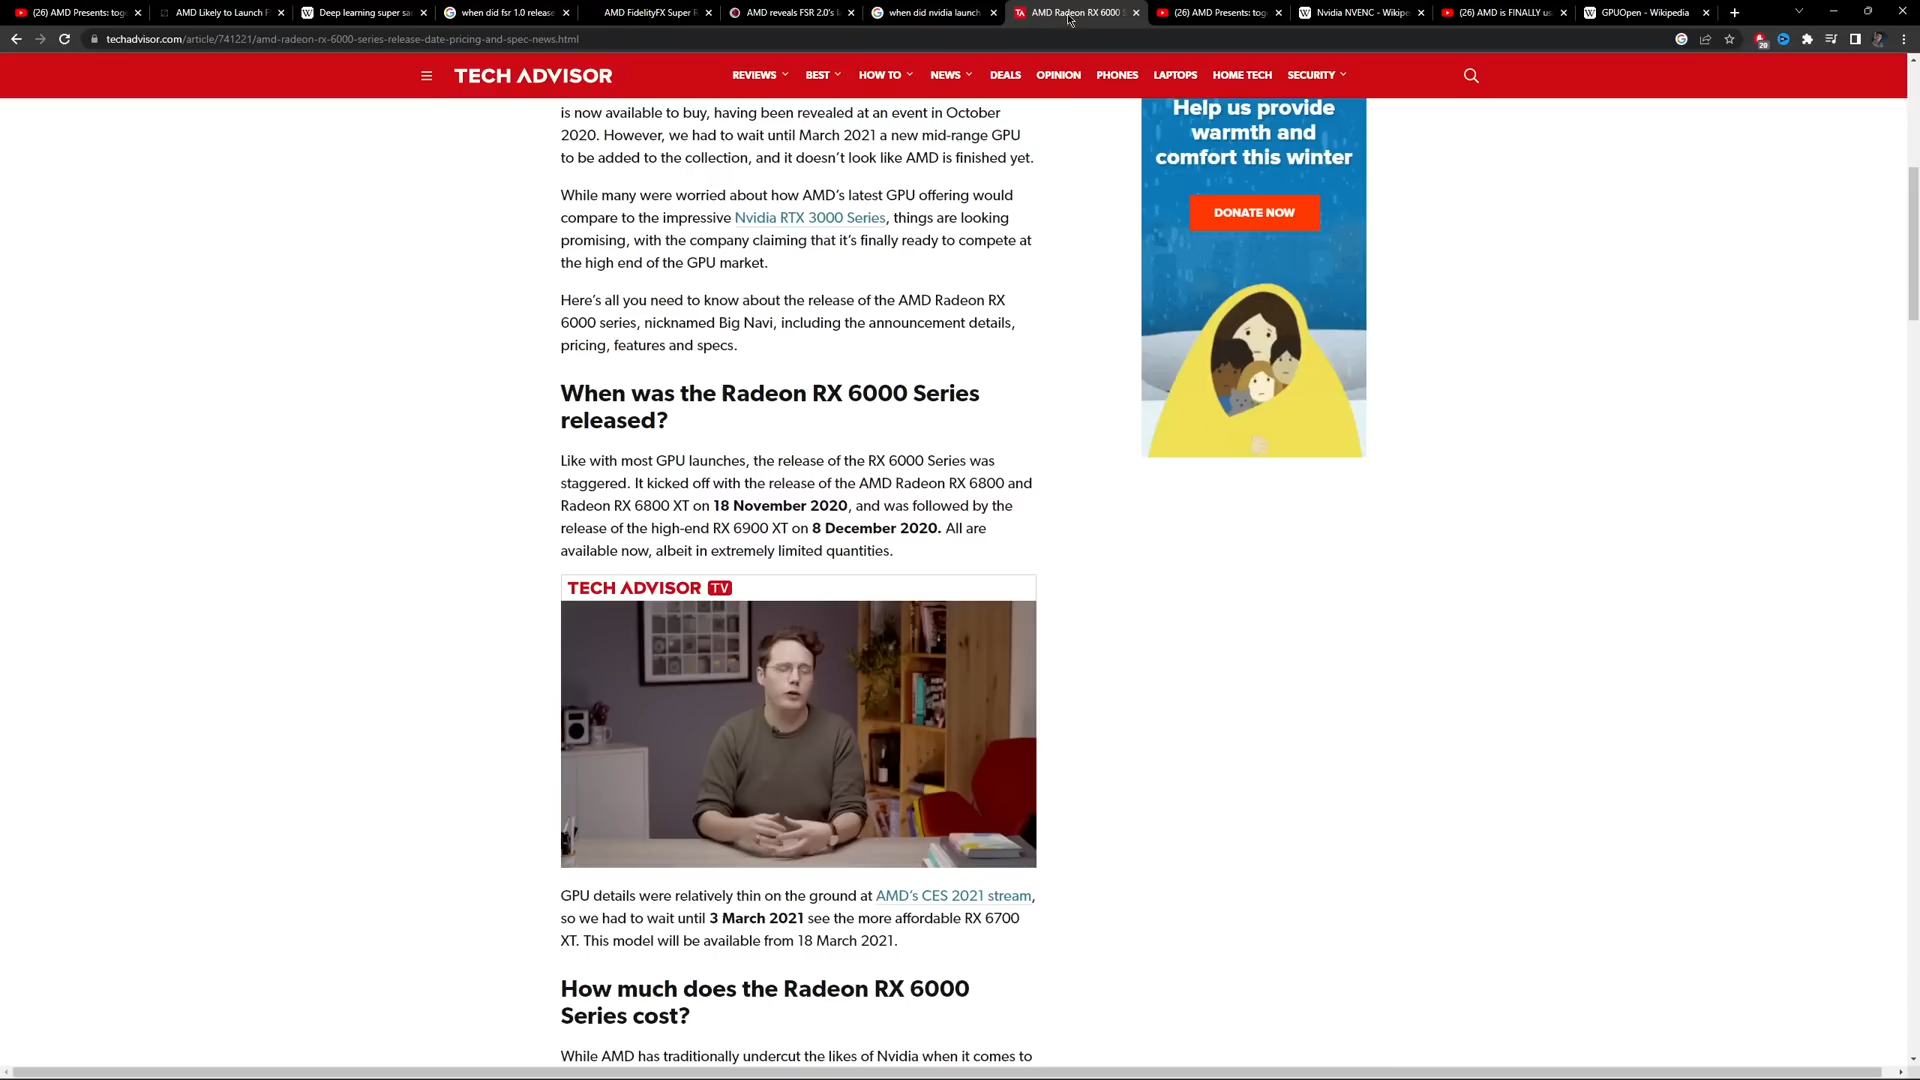 (26) AMD Presents: tog
AMD Likely to Launch F
Deep learning super sa
when did fsr 1.0 release
AMD FidelityFX Super R
AMD reveals FSR 2.0's l
when did nvidia launch
AMD Radeon RX 6000 S
(26) AMD Presents: tog
Nvidia NVENC - Wikipe
(26) AMD is FINALLY us
GPUOpen - Wikipedia
techadvisor.com/article/741221/amd-radeon-rx-6000-series-release-date-pricing-and-spec-news.html
20
TECH ADVISOR
REVIEWS
BEST
HOW TO
NEWS
DEALS
OPINION
PHONES
LAPTOPS
HOME TECH
SECURITY
is now available to buy, having been revealed at an event in October
2020. However, we had to wait until March 2021 a new mid-range GPU
to be added to the collection, and it doesn't look like AMD is finished yet.
While many were worried about how AMD's latest GPU offering would
compare to the impressive Nvidia RTX 3000 Series, things are looking
promising, with the company claiming that it's finally ready to compete at
the high end of the GPU market.
Here's all you need to know about the release of the AMD Radeon RX
6000 series, nicknamed Big Navi, including the announcement details,
pricing, features and specs.
When was the Radeon RX 6000 Series
released?
Like with most GPU launches, the release of the RX 6000 Series was
staggered. It kicked off with the release of the AMD Radeon RX 6800 and
Radeon RX 6800 XT on 18 November 2020, and was followed by the
release of the high-end RX 6900 XT on 8 December 2020. All are
available now, albeit in extremely limited quantities.
TECH ADVISOR TV
GPU details were relatively thin on the ground at AMD's CES 2021 stream,
so we had to wait until 3 March 2021 see the more affordable RX 6700
XT. This model will be available from 18 March 2021.
How much does the Radeon RX 6000
Series cost?
While AMD has traditionally undercut the likes of Nvidia when it comes to
Help us provide
warmth and
comfort this winter
DONATE NOW